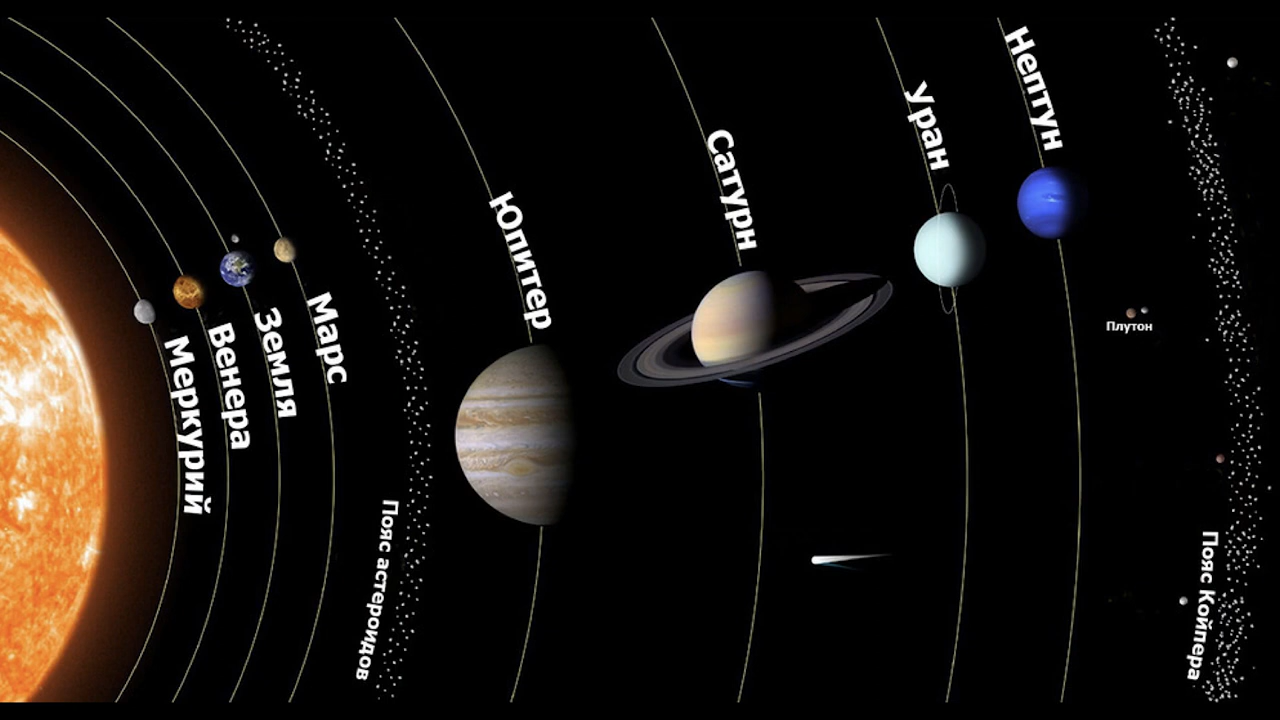 Меркурий
Венера
Земля
Марс
Пояс астероидов
Юпитер
Сатурн
Уран
Нептун
Плутон
Пояс Койпера